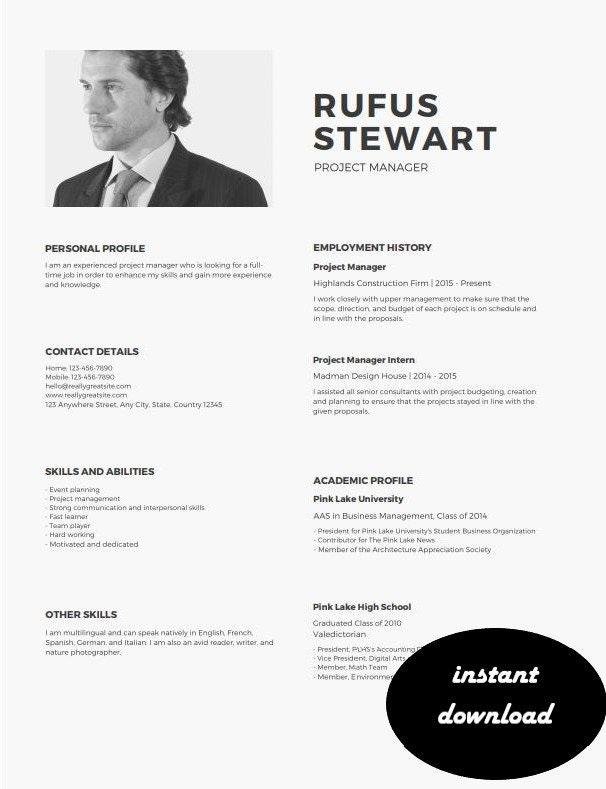 RUFUS
STEWART
PROJECT MANAGER
PERSONAL PROFILE
I am an experienced project manager who is looking for a full-
time job in order to enhance my skills and gain more experience
and knowledge.
CONTACT DETAILS
Home: 123-456-7890
Mobile: 123-456-7890
hello@reallygreatsite.com
www.reallygreatsite.com
123 Anywhere Street, Any City, State, Country 12345
SKILLS AND ABILITIES
- Event planning
- Project management
- Strong communication and interpersonal skills
- Fast learner
- Team player
- Hard working
- Motivated and dedicated
OTHER SKILLS
I am multilingual and can speak natively in English, French,
Spanish, German, and Italian. I am also an avid reader, writer, and
nature photographer.
EMPLOYMENT HISTORY
Project Manager
Highlands Construction Firm | 2015 - Present
I work closely with upper management to make sure that the
scope, direction, and budget of each project is on schedule and
in line with the proposals.
Project Manager Intern
Madman Design House | 2014 - 2015
I assisted all senior consultants with project budgeting, creation
and planning to ensure that the projects stayed in line with the
given proposals.
ACADEMIC PROFILE
Pink Lake University
AAS in Business Management, Class of 2014
- President for Pink Lake University's Student Business Organization
- Contributor for The Pink Lake News
- Member of the Architecture Appreciation Society
Pink Lake High School
Graduated Class of 2010
Valedictorian
- President, PLHS's Accounting
- Vice President, Digital Arts
- Member, Math Team
- Member,
instant
download